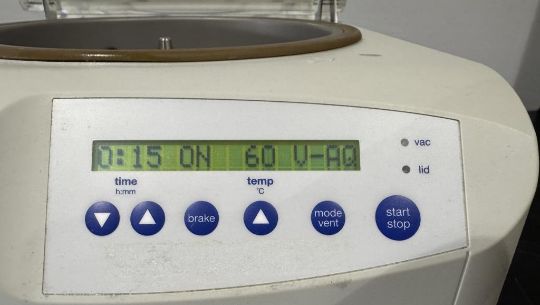 0:15 ON 60 V-AQ
vac
lid
time
h:mm
temp
°C
brake
mode
vent
start
stop